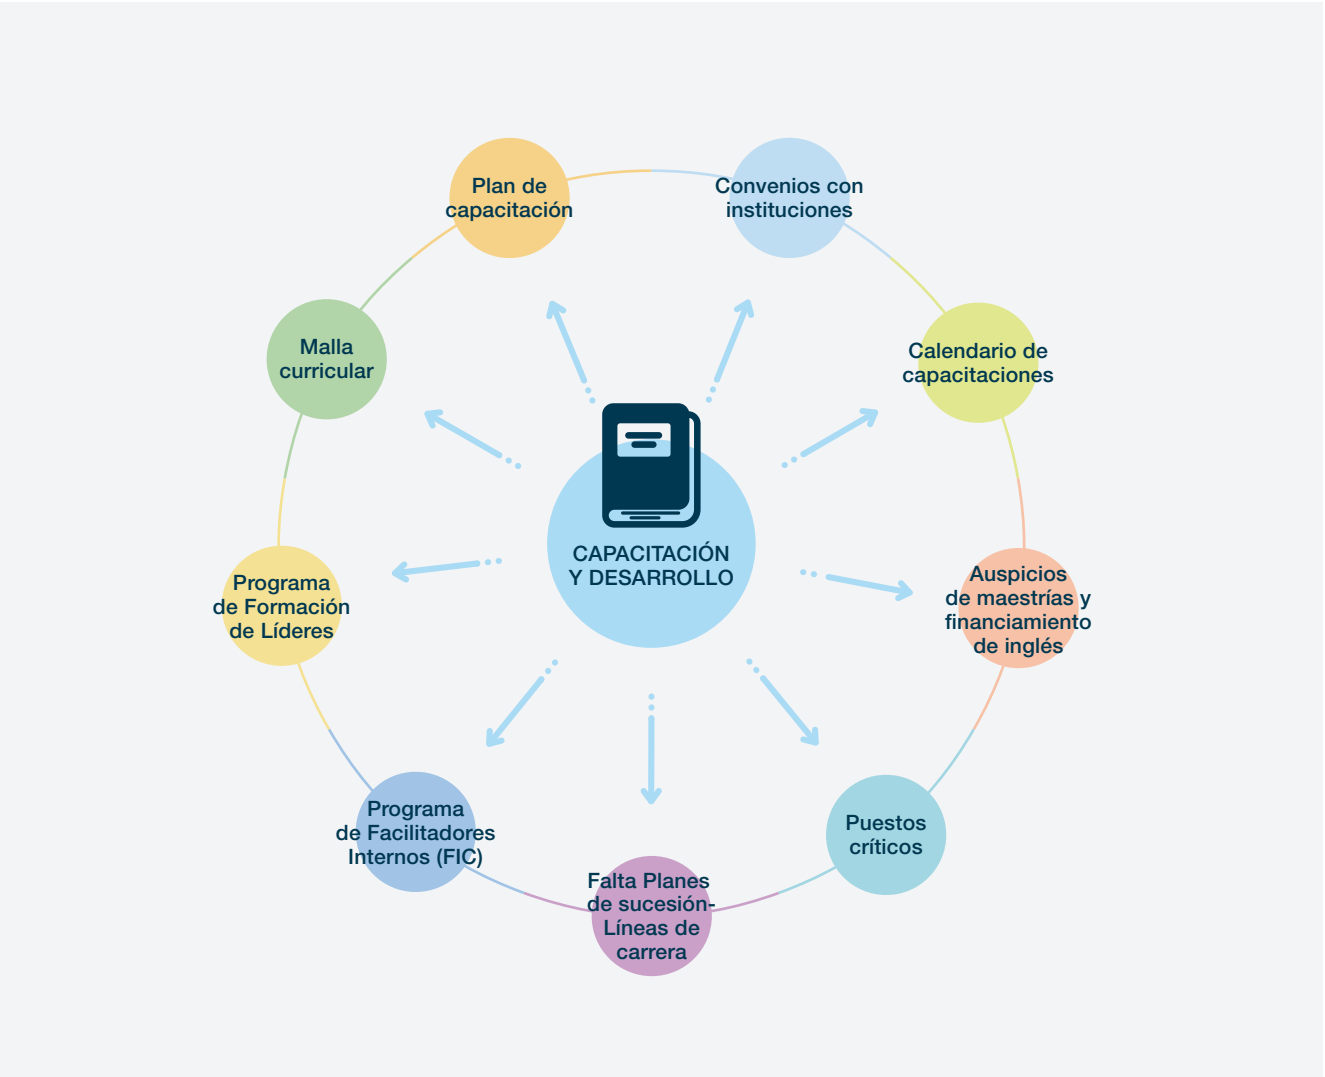 Plan de
capacitación
Convenios con
instituciones
Malla
curricular
Calendario de
capacitaciones
CAPACITACIÓN
Y DESARROLLO
Programa
de Formación
de Líderes
Auspicios
de maestrías y
financiamiento
de inglés
Programa
de Facilitadores
Internos (FIC)
Puestos
críticos
Falta Planes
de sucesión-
Líneas de
carrera